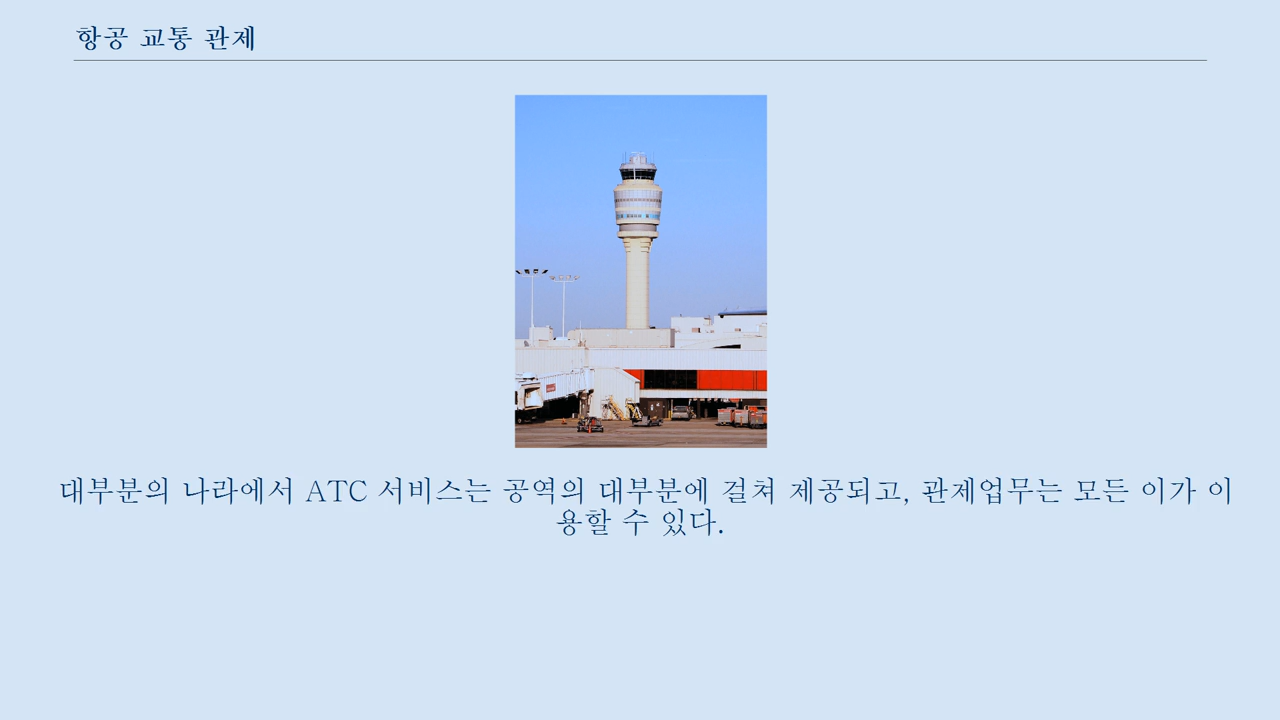 항공 교통 관제
대부분의 나라에서 ATC 서비스는 공역의 대부분에 걸쳐 제공되고, 관제업무는 모든 이가 이
용할 수 있다.